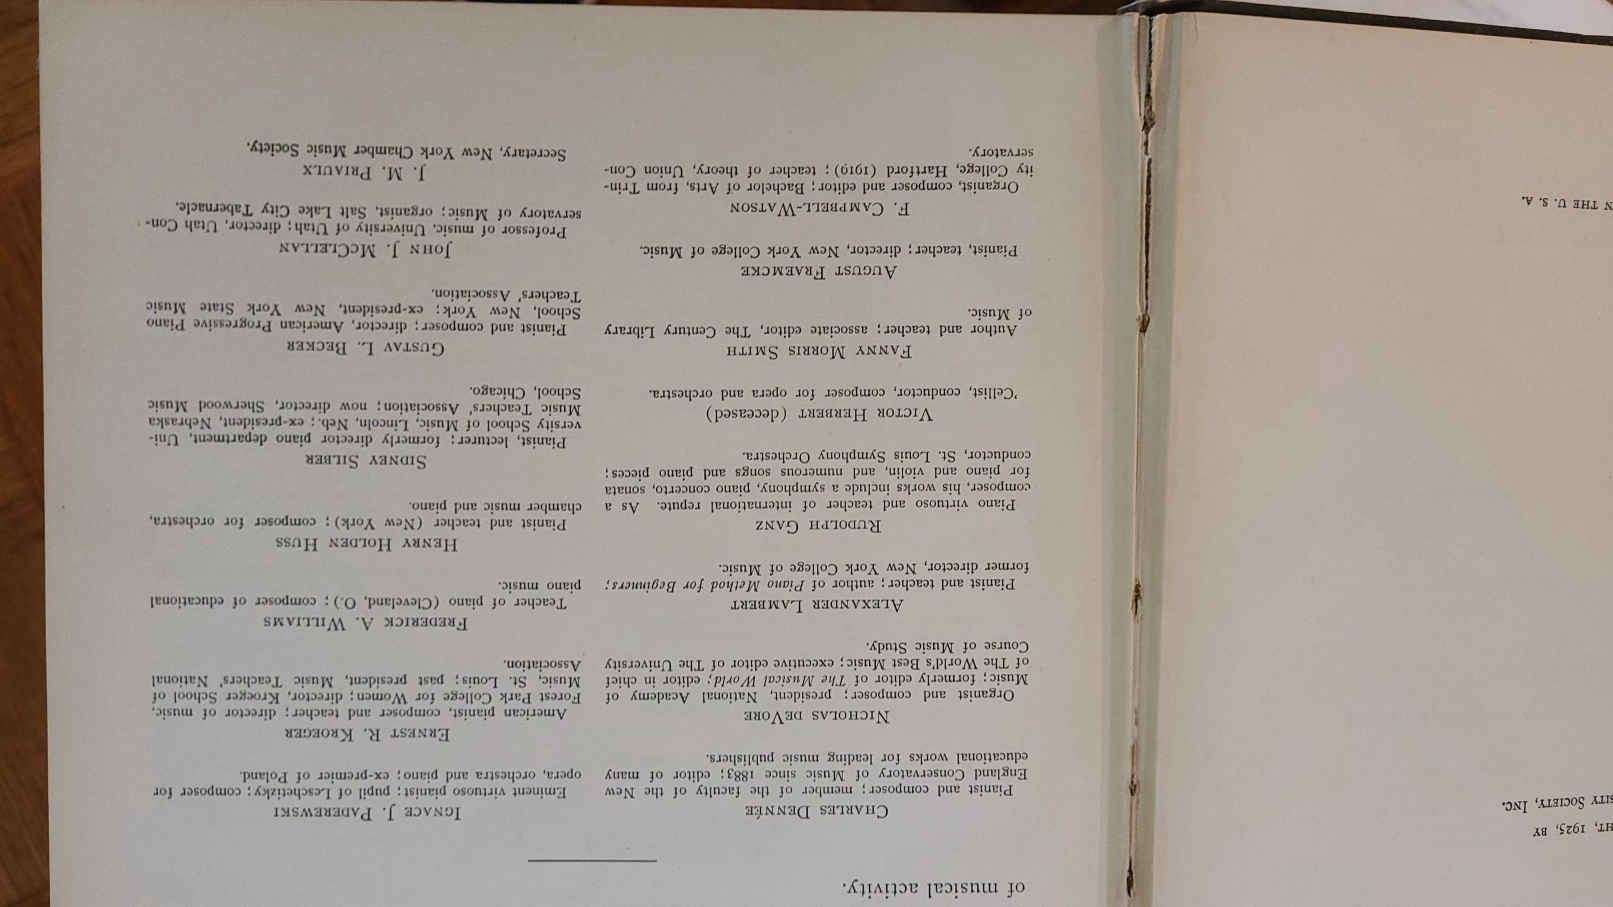 HT, 1925, BY
SITY SOCIETY, INC.
N THE U. S. A.
of musical activity.
CHARLES DENNÉE
Pianist and composer; member of the faculty of the New
England Conservatory of Music since 1883; editor of many
educational works for leading music publishers.
NICHOLAS DEVORE
Organist and composer; president, National Academy of
Music; formerly editor of The Musical World; editor in chief
of The World's Best Music; executive editor of The University
Course of Music Study.
ALEXANDER LAMBERT
Pianist and teacher; author of Piano Method for Beginners;
former director, New York College of Music.
RUDOLPH GANZ
Piano virtuoso and teacher of international repute. As a
composer, his works include a symphony, piano concerto, sonata
for piano and violin, and numerous songs and piano pieces;
conductor, St. Louis Symphony Orchestra.
VICTOR HERBERT (deceased)
'Cellist, conductor, composer for opera and orchestra.
FANNY MORRIS SMITH
Author and teacher; associate editor, The Century Library
of Music.
AUGUST FRAEMCKE
Pianist, teacher; director, New York College of Music.
F. CAMPBELL-WATSON
Organist, composer and editor; Bachelor of Arts, from Trin-
ity College, Hartford (1919); teacher of theory, Union Con-
servatory.
IGNACE J. PADEREWSKI
Eminent virtuoso pianist; pupil of Leschetizky; composer for
opera, orchestra and piano; ex-premier of Poland.
ERNEST R. KROEGER
American pianist, composer and teacher; director of music,
Forest Park College for Women; director, Kroeger School of
Music, St. Louis; past president, Music Teachers' National
Association.
FREDERICK A. WILLIAMS
Teacher of piano (Cleveland, O.); composer of educational
piano music.
HENRY HOLDEN HUSS
Pianist and teacher (New York); composer for orchestra,
chamber music and piano.
SIDNEY SILBER
Pianist, lecturer; formerly director piano department, Uni-
versity School of Music, Lincoln, Neb.; ex-president, Nebraska
Music Teachers' Association; now director, Sherwood Music
School, Chicago.
GUSTAV L. BECKER
Pianist and composer; director, American Progressive Piano
School, New York; ex-president, New York State Music
Teachers' Association.
JOHN J. MCCLELLAN
Professor of music, University of Utah; director, Utah Con-
servatory of Music; organist, Salt Lake City Tabernacle.
J. M. PRIAULX
Secretary, New York Chamber Music Society.